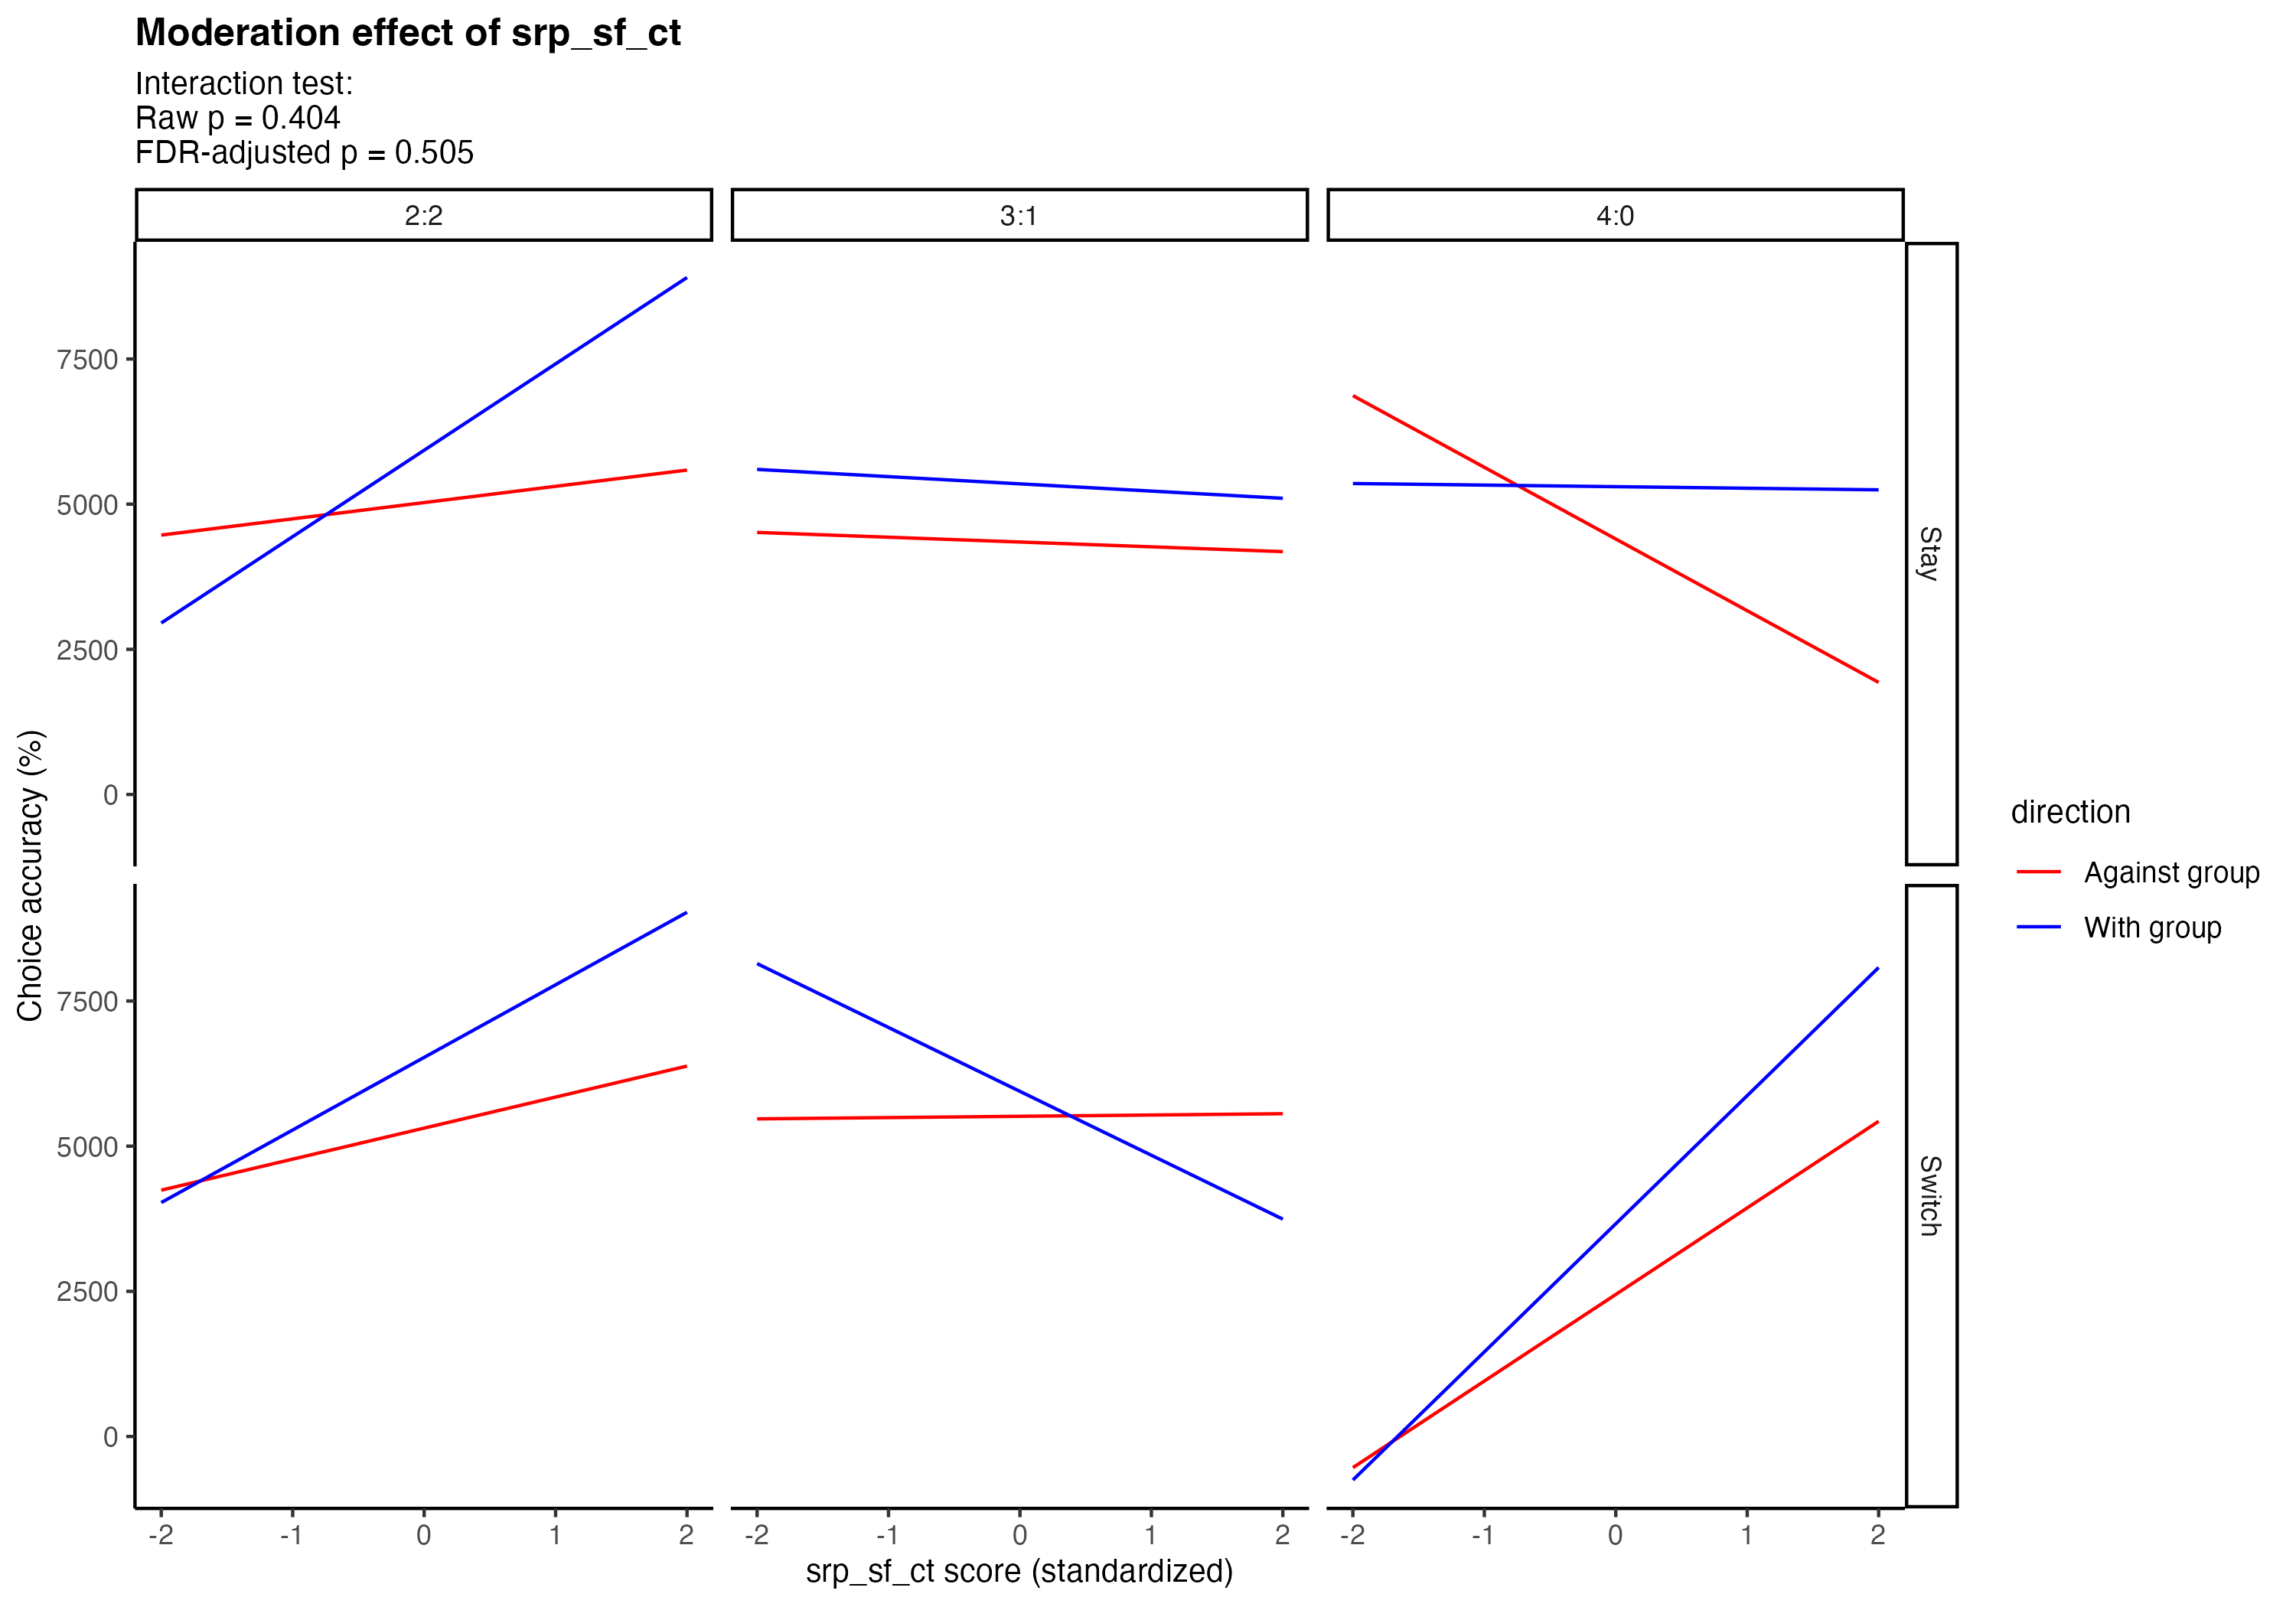 Moderation effect of srp_sf_ct
Interaction test:
Raw p = 0.404
FDR-adjusted p = 0.505
2:2
3:1
4:0
7500
5000
2500
0
Stay
7500
5000
2500
0
Switch
Choice accuracy (%)
-2 -1 0 1 2
-2 -1 0 1 2
-2 -1 0 1 2
srp_sf_ct score (standardized)
direction
Against group
With group